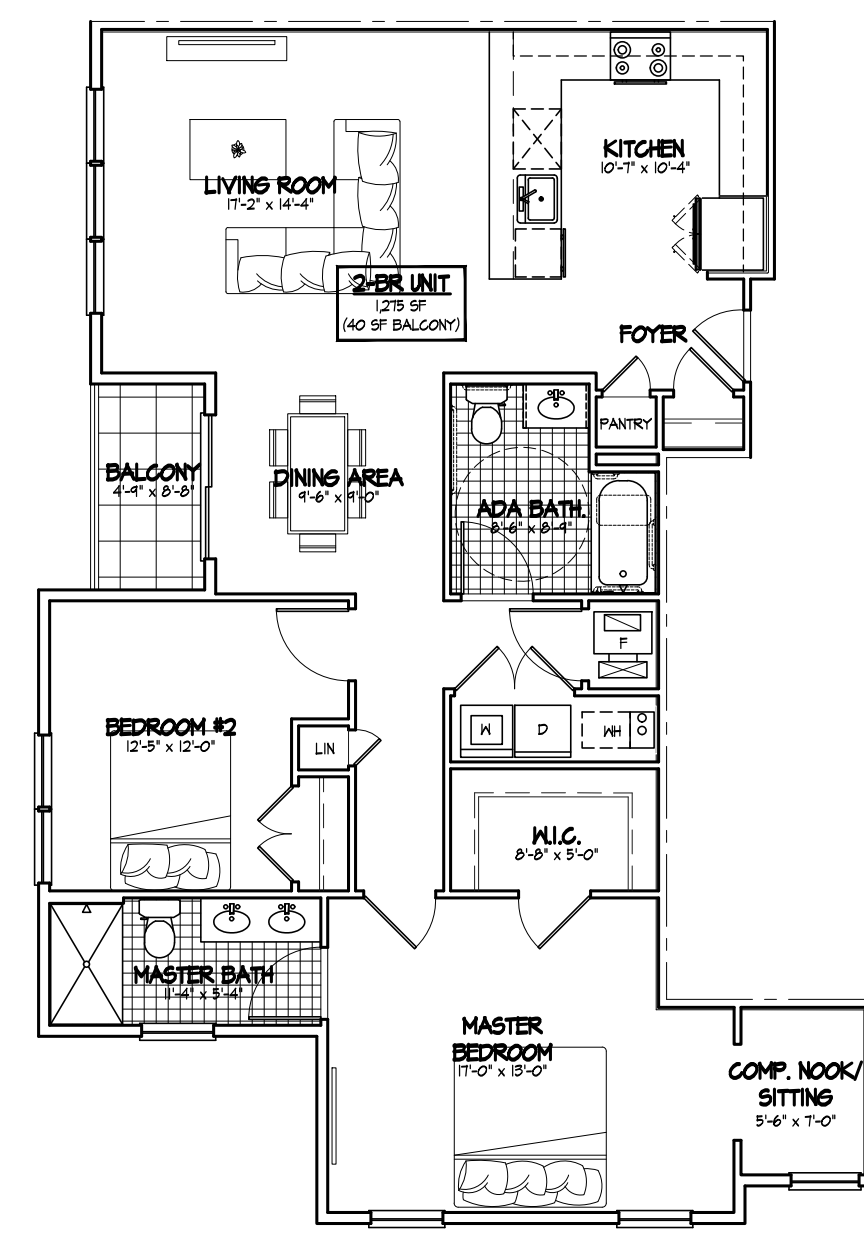 KITCHEN
10'-7" x 10'-4"
LIVING ROOM
17'-2" x 14'-4"
2-BR UNIT
1,275 SF
(40 SF BALCONY)
FOYER
PANTRY
BALCONY
4'-9" x 8'-8"
DINING AREA
9'-6" x 9'-0"
ADA BATH.
8'-6" x 8'-9"
F
BEDROOM #2
12'-5" x 12'-0"
LIN
W
D
WH
W.I.C.
8'-8" x 5'-0"
MASTER BATH
11'-4" x 5'-4"
MASTER
BEDROOM
17'-0" x 13'-0"
COMP. NOOK/
SITTING
5'-6" x 7'-0"